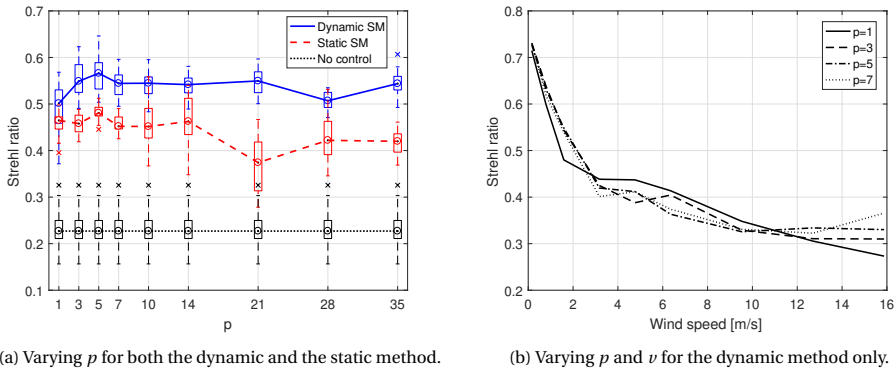 0.7
0.6
0.5
0.4
0.3
0.2
0.1
Strehl ratio
1
3
5
7
10
14
21
28
35
p
Dynamic SM
Static SM
No control
0.8
0.7
0.6
0.5
0.4
0.3
0.2
Strehl ratio
0
2
4
6
8
10
12
14
16
Wind speed [m/s]
p=1
p=3
p=5
p=7
(a) Varying p for both the dynamic and the static method.
(b) Varying p and v for the dynamic method only.